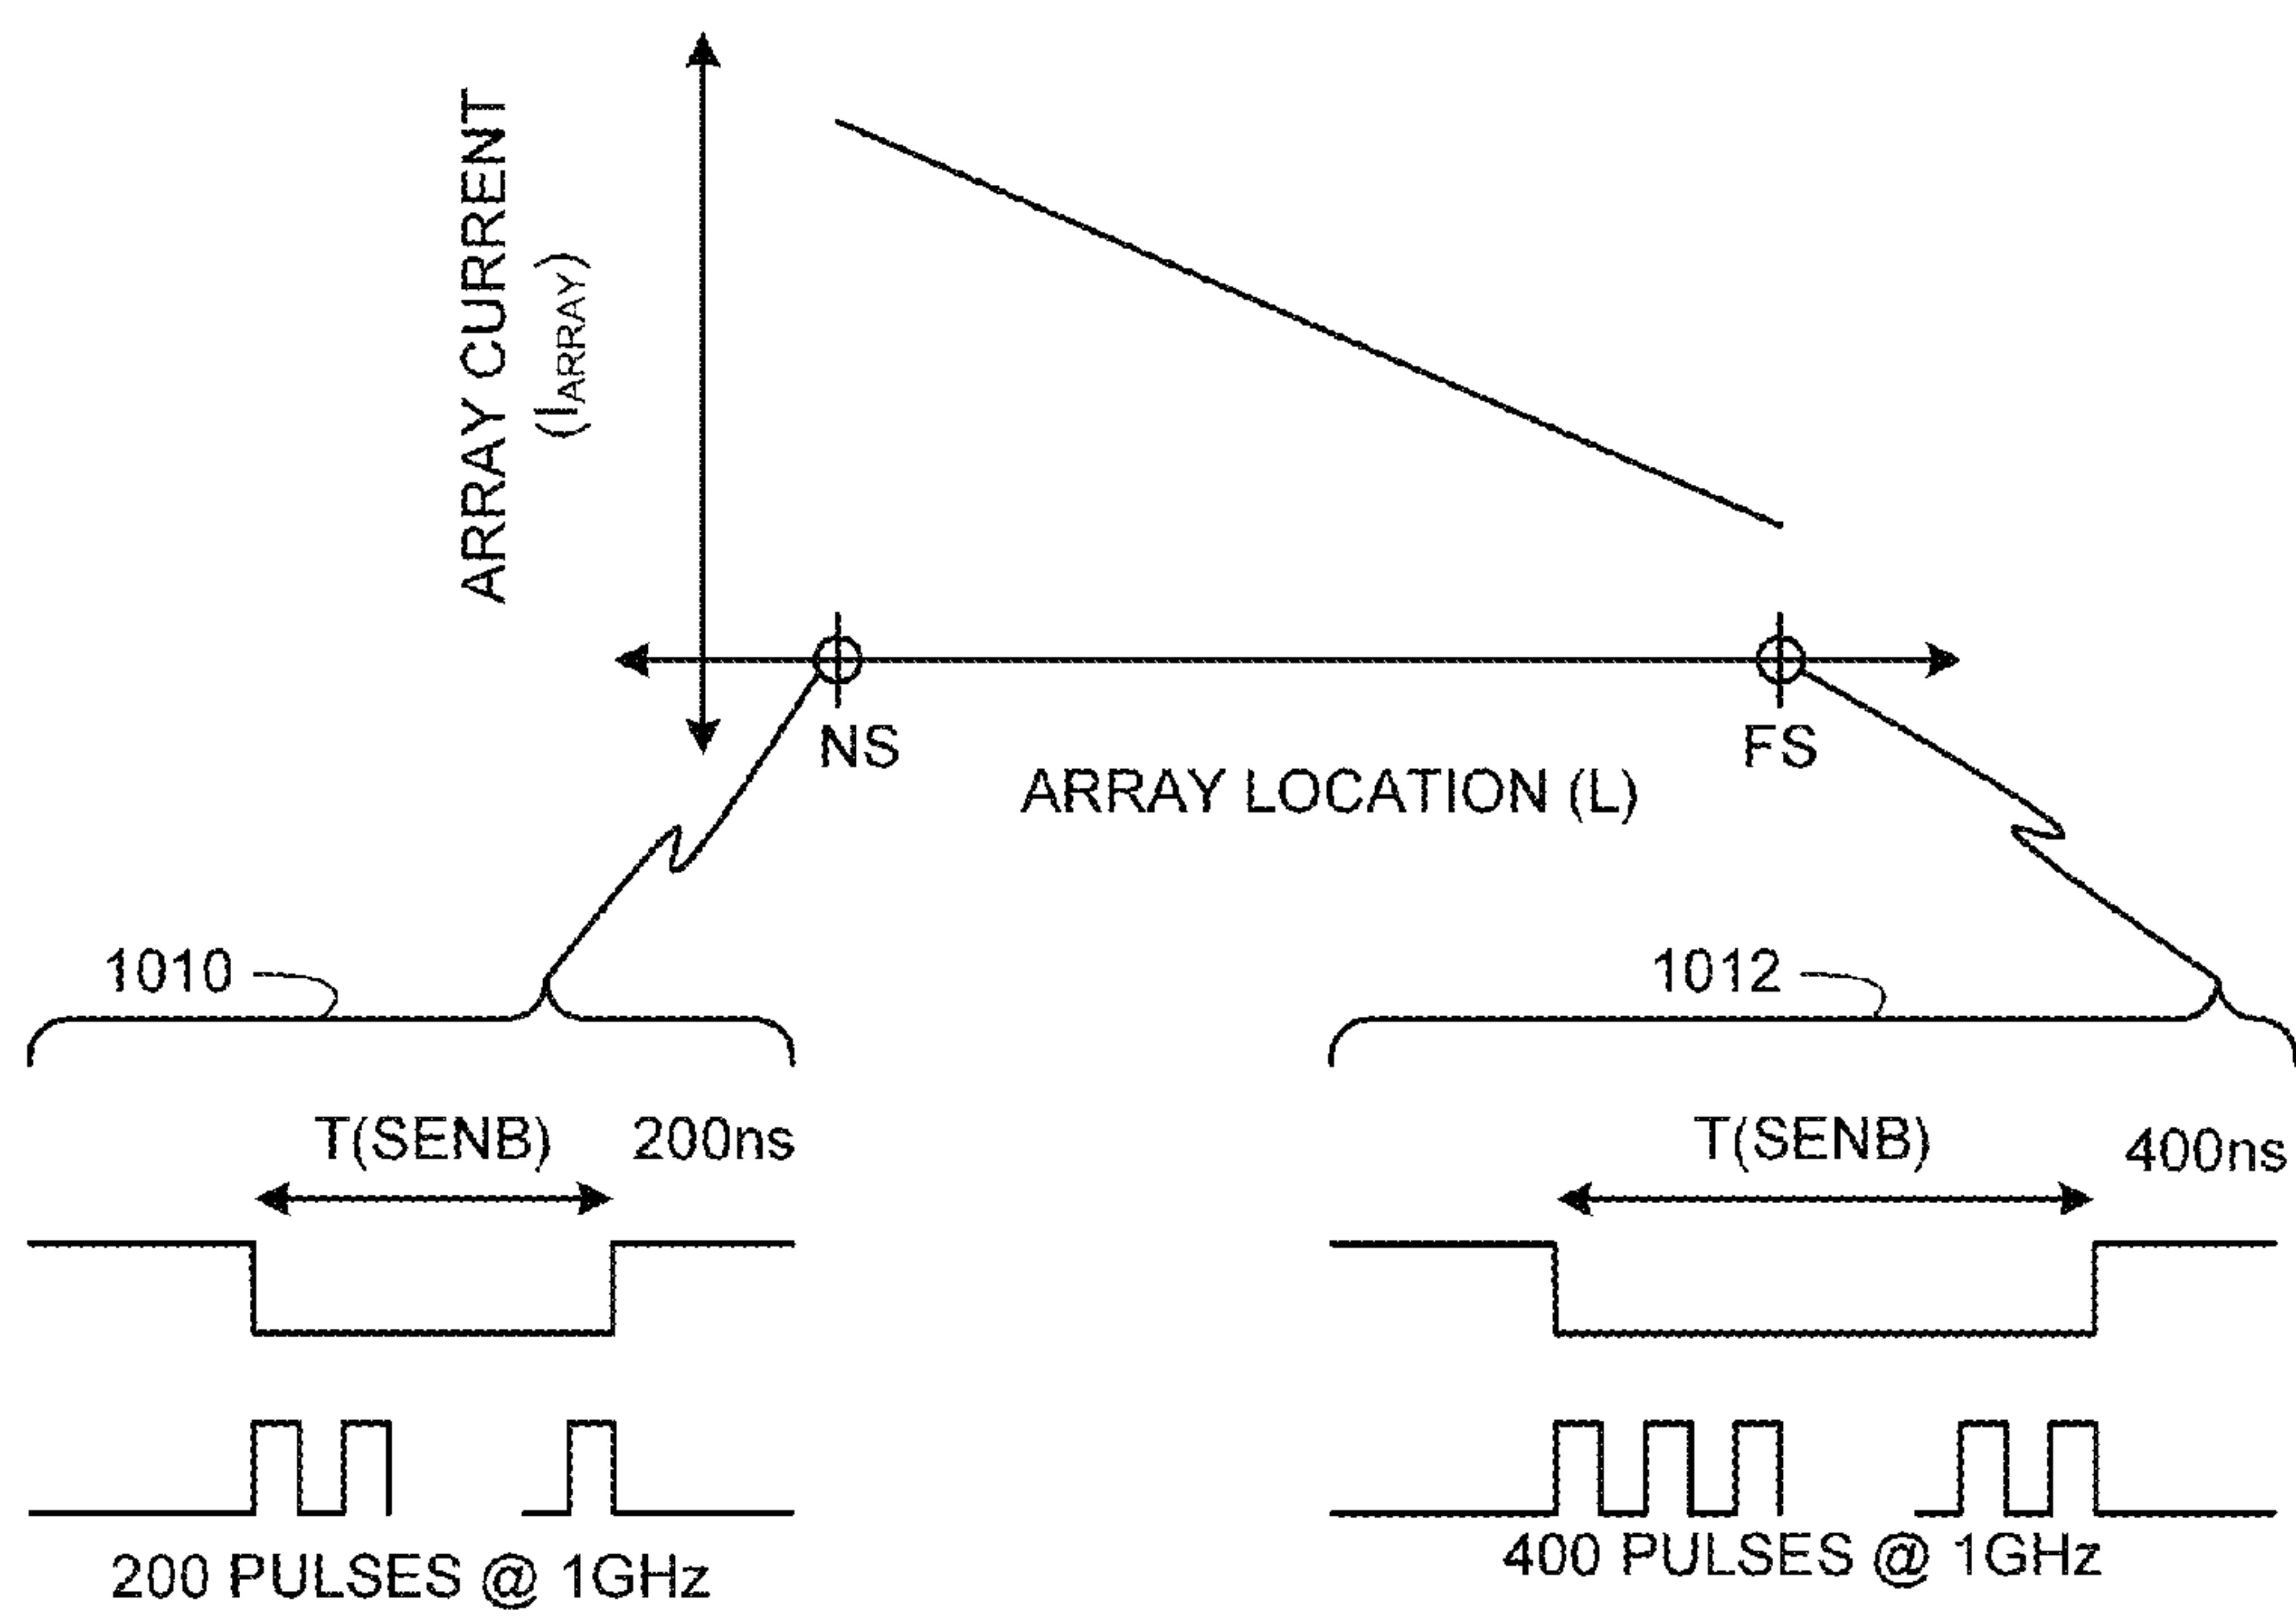 ARRAY CURRENT
(IARRAY)
NS
FS
ARRAY LOCATION (L)
1010
1012
T(SENB)
200ns
T(SENB)
400ns
200 PULSES @ 1GHz
400 PULSES @ 1GHz